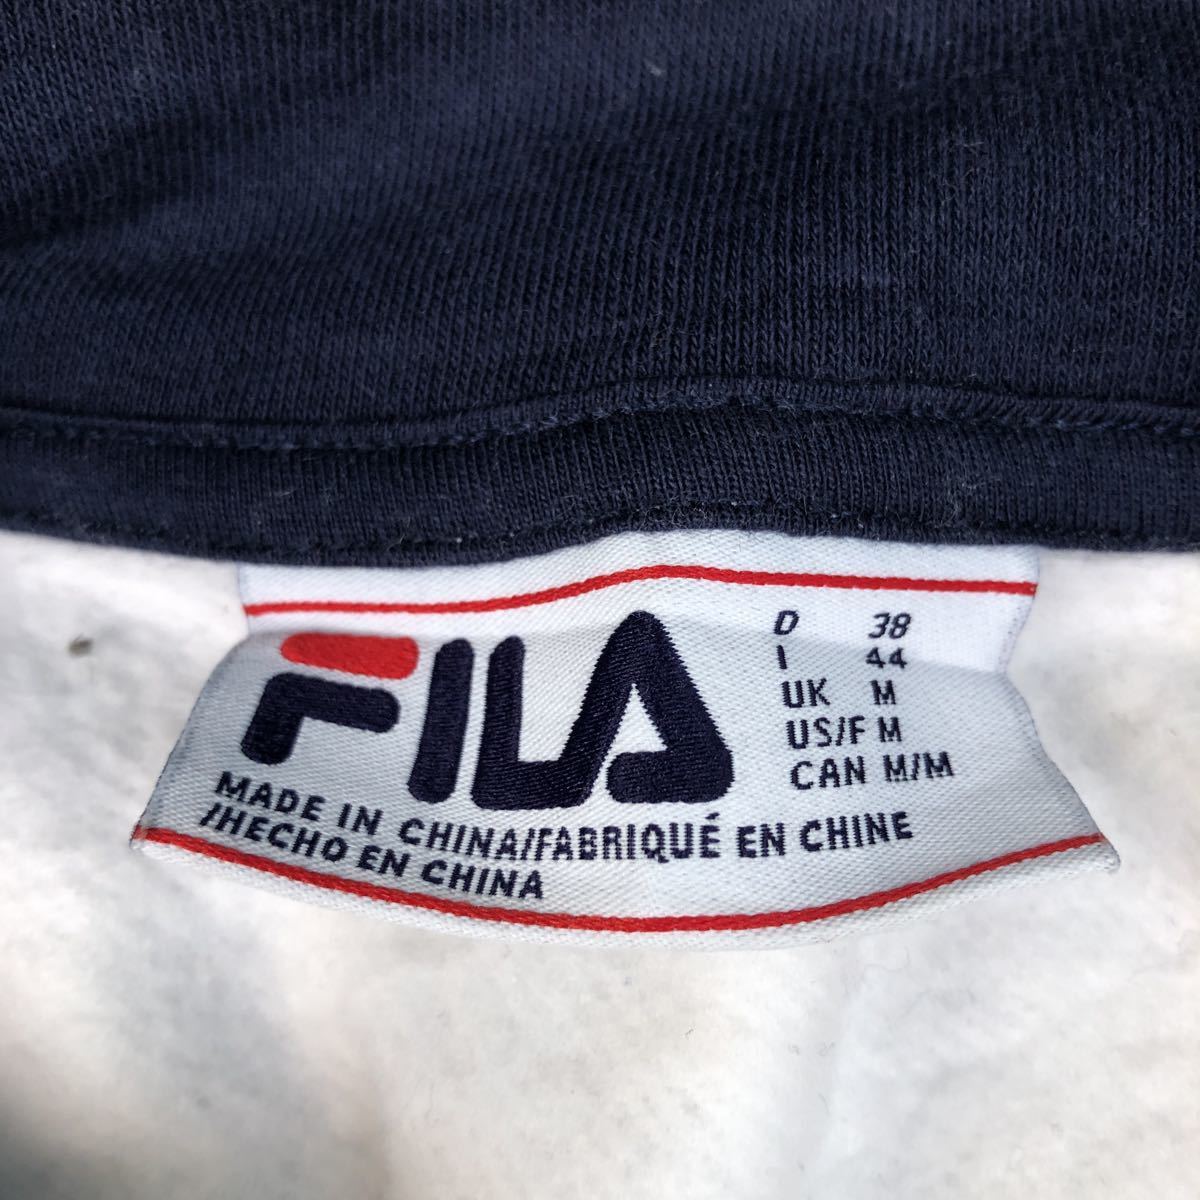 FILA
D 38
I 44
UK M
US/F M
CAN M/M
MADE IN CHINA/FABRIQUÉ EN CHINE
/HECHO EN CHINA